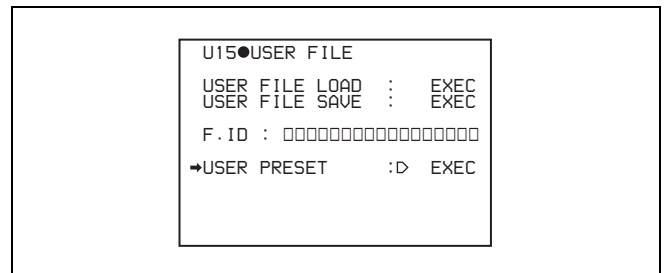 U15●USER FILE
USER FILE LOAD : EXEC
USER FILE SAVE : EXEC
F.ID : □□□□□□□□□□□□□□□□□
➡USER PRESET :▷ EXEC